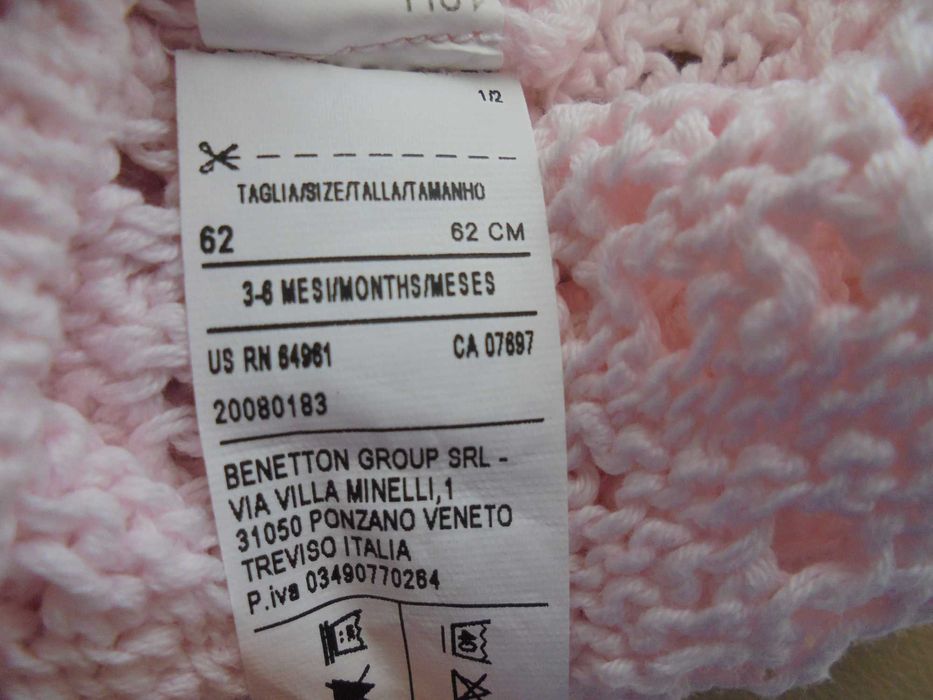 1/2
TAGLIA/SIZE/TALLA/TAMANHO
62 62 CM
3-6 MESI/MONTHS/MESES
US RN 64961 CA 07697
20080183
BENETTON GROUP SRL -
VIA VILLA MINELLI,1
31050 PONZANO VENETO
TREVISO ITALIA
P.iva 03490770264